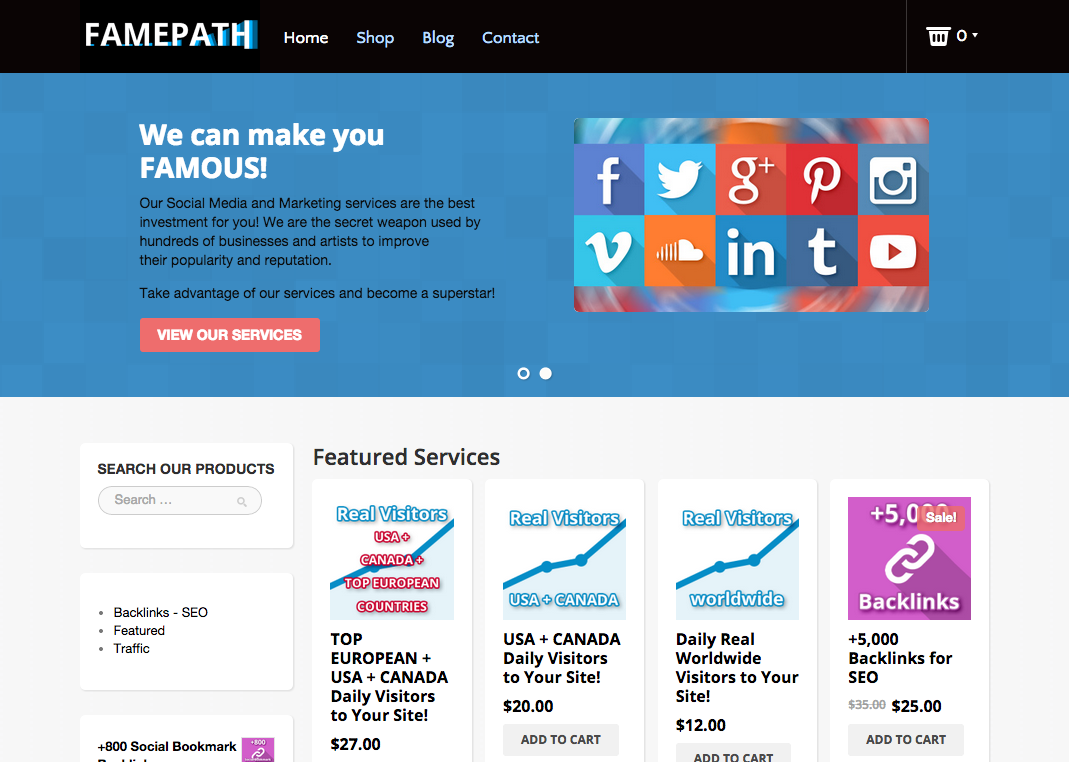 FAMEPATH
Home
Shop
Blog
Contact
0
We can make you
FAMOUS!
Our Social Media and Marketing services are the best
investment for you! We are the secret weapon used by
hundreds of businesses and artists to improve
their popularity and reputation.
Take advantage of our services and become a superstar!
VIEW OUR SERVICES
f
g+
in
t
SEARCH OUR PRODUCTS
Search ...
Backlinks - SEO
Featured
Traffic
+800 Social Bookmark
+800
Featured Services
Real Visitors
USA +
CANADA +
TOP EUROPEAN
COUNTRIES
TOP
EUROPEAN +
USA + CANADA
Daily Visitors
to Your Site!
$27.00
Real Visitors
USA + CANADA
USA + CANADA
Daily Visitors
to Your Site!
$20.00
ADD TO CART
Real Visitors
worldwide
Daily Real
Worldwide
Visitors to Your
Site!
$12.00
ADD TO CART
+5,0
Sale!
Backlinks
+5,000
Backlinks for
SEO
$35.00 $25.00
ADD TO CART